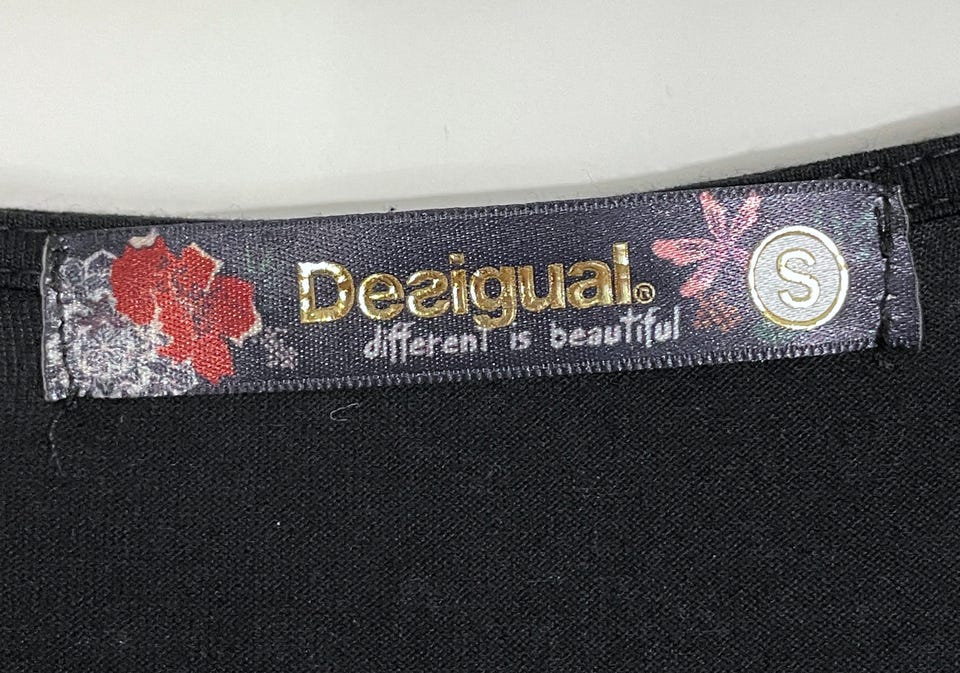 Desigual®
different is beautiful
S